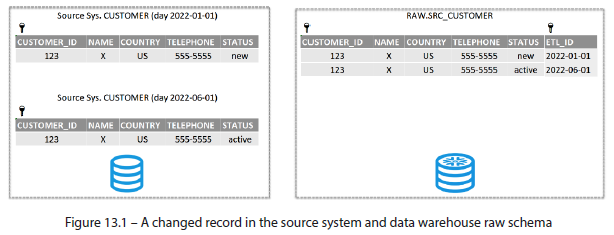 Source Sys. CUSTOMER (day 2022-01-01)
CUSTOMER_ID NAME COUNTRY TELEPHONE STATUS
123 X US 555-5555 new
Source Sys. CUSTOMER (day 2022-06-01)
CUSTOMER_ID NAME COUNTRY TELEPHONE STATUS
123 X US 555-5555 active
RAW.SRC_CUSTOMER
CUSTOMER_ID NAME COUNTRY TELEPHONE STATUS ETL_ID
123 X US 555-5555 new 2022-01-01
123 X US 555-5555 active 2022-06-01
Figure 13.1 – A changed record in the source system and data warehouse raw schema